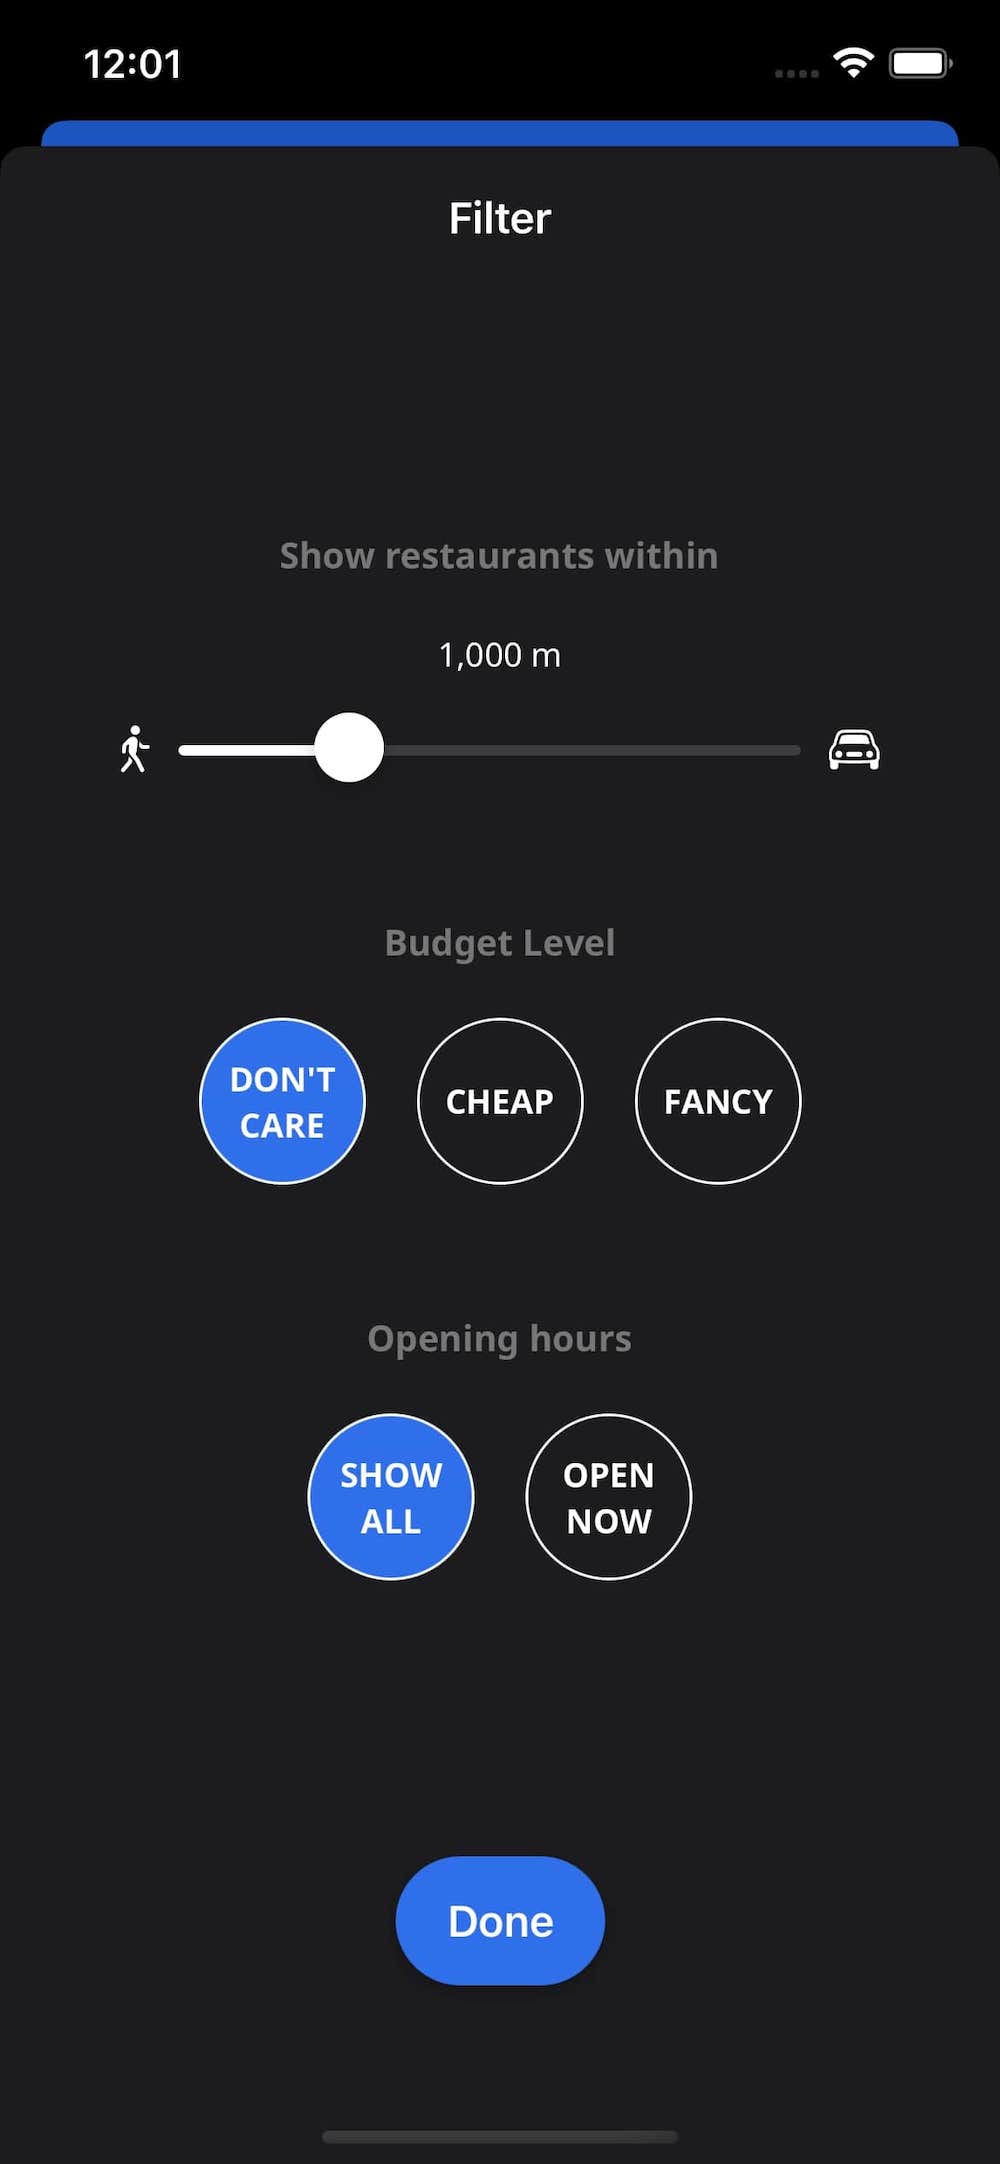 12:01
Filter
Show restaurants within
1,000 m
Budget Level
DON'T
CARE
CHEAP
FANCY
Opening hours
SHOW
ALL
OPEN
NOW
Done